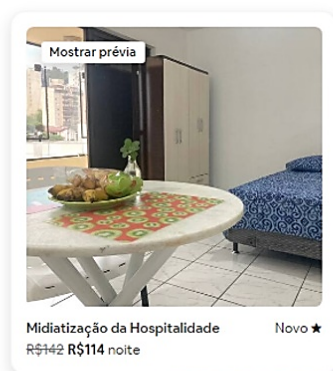 Mostrar prévia
Midiatização da Hospitalidade Novo ★
R$142 R$114 noite